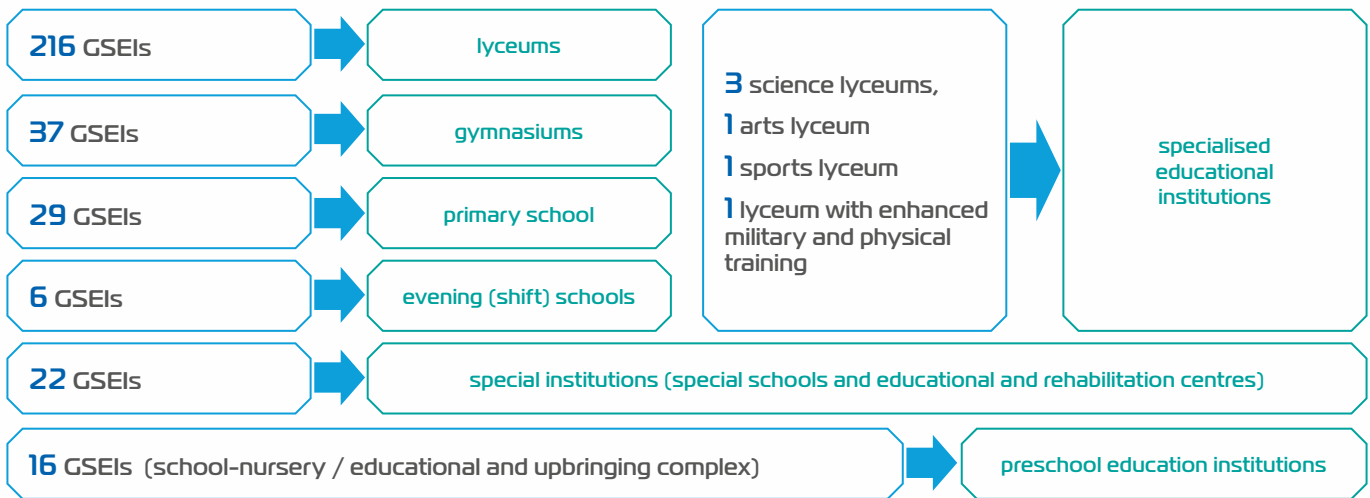 216 GSEIs
lyceums
37 GSEIs
gymnasiums
29 GSEIs
primary school
6 GSEIs
evening (shift) schools
3 science lyceums,
1 arts lyceum
1 sports lyceum
1 lyceum with enhanced
military and physical
training
specialised
educational
institutions
22 GSEIs
special institutions (special schools and educational and rehabilitation centres)
16 GSEIs (school-nursery / educational and upbringing complex)
preschool education institutions